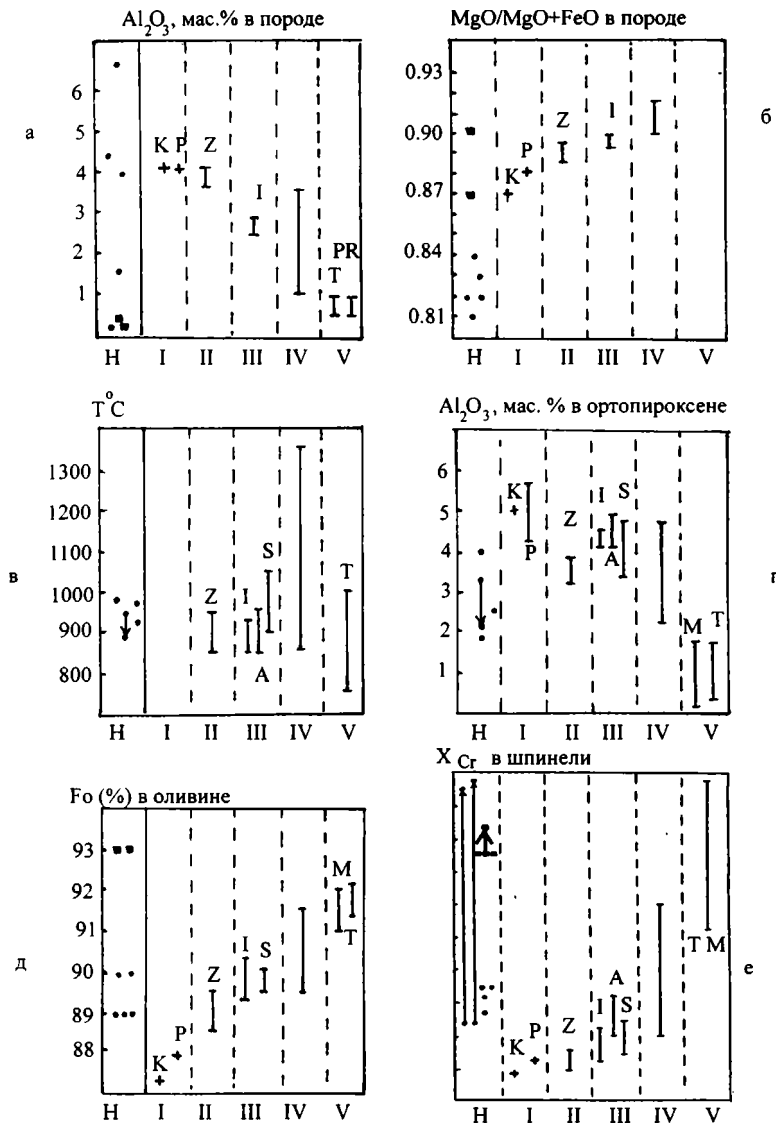 Al2O3, мас.% в породе
6
5
4
3
2
1
K P Z
I
PR
T
H I II III IV V
а
MgO/MgO+FeO в породе
0.93
0.90
0.87
0.84
0.81
K
P
Z
I
H I II III IV V
б
T°C
1300
1200
1100
1000
900
800
Z
I
A
S
T
H I II III IV V
в
Al2O3, мас. % в ортопироксене
6
5
4
3
2
1
K
P
Z
I
A
S
M T
H I II III IV V
г
Fo (%) в оливине
93
92
91
90
89
88
K
P
Z
I
S
M
T
H I II III IV V
д
X Cr в шпинели
K
P
Z
I
A
S
T M
H I II III IV V
е